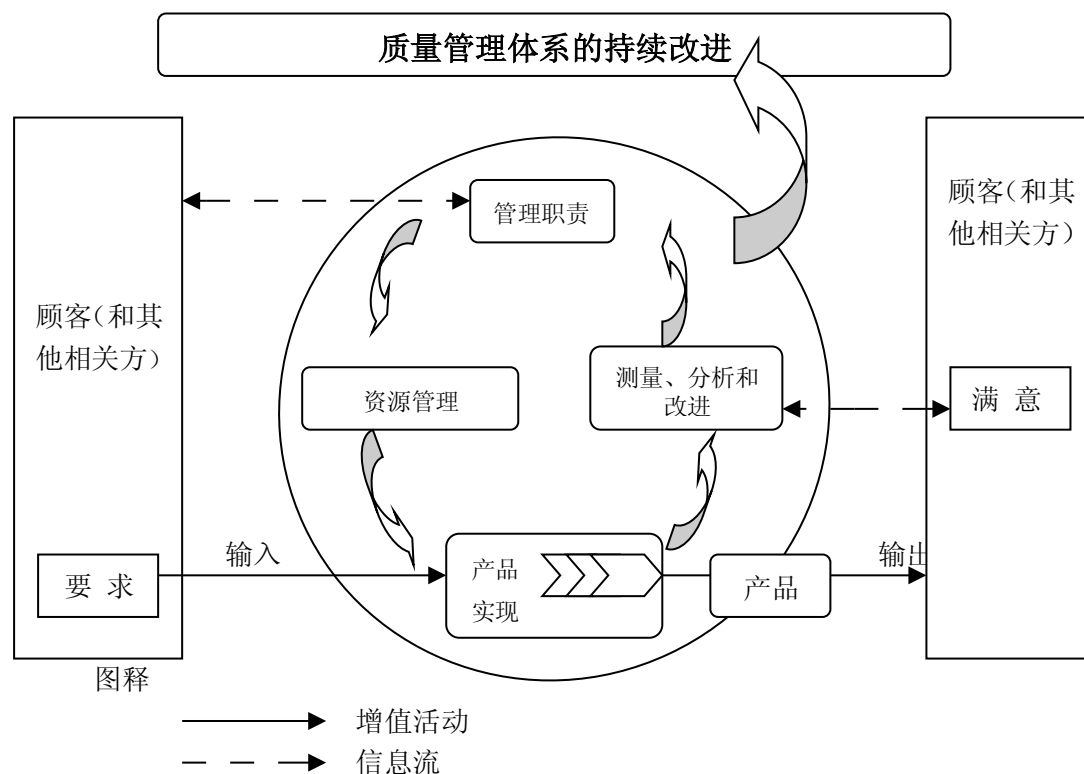 质量管理体系的持续改进
顾客（和其
他相关方）
管理职责
顾客（和其
他相关方）
资源管理
测量、分析和
改进
满 意
要 求
输入
产品
实现
产品
输出
图释
增值活动
信息流